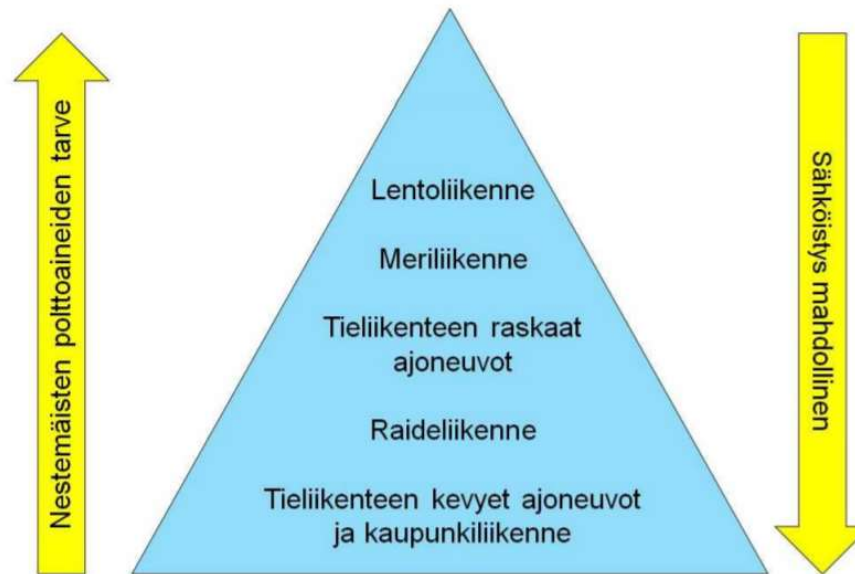 Nestemäisten polttoaineiden tarve
Lentoliikenne
Meriliikenne
Tieliikenteen raskaat
ajoneuvot
Raideliikenne
Tieliikenteen kevyet ajoneuvot
ja kaupunkiliikenne
Sähköistys mahdollinen